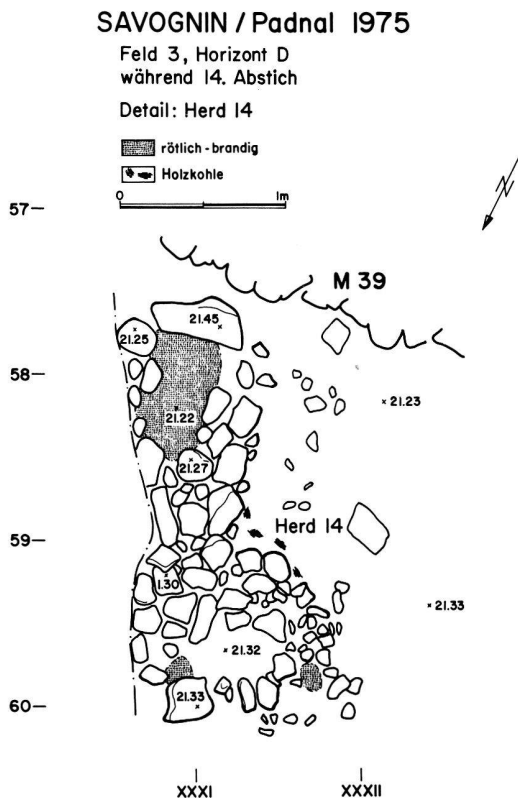 SAVOGNIN / Padnal 1975
Feld 3, Horizont D
während 14. Abstich
Detail: Herd 14
rötlich-brandig
Holzkohle
0 1m
N
57
M 39
21.45
21.25
58
21.23
21.22
21.27
Herd 14
59
1.30
21.33
21.32
21.33
60
XXXI XXXII